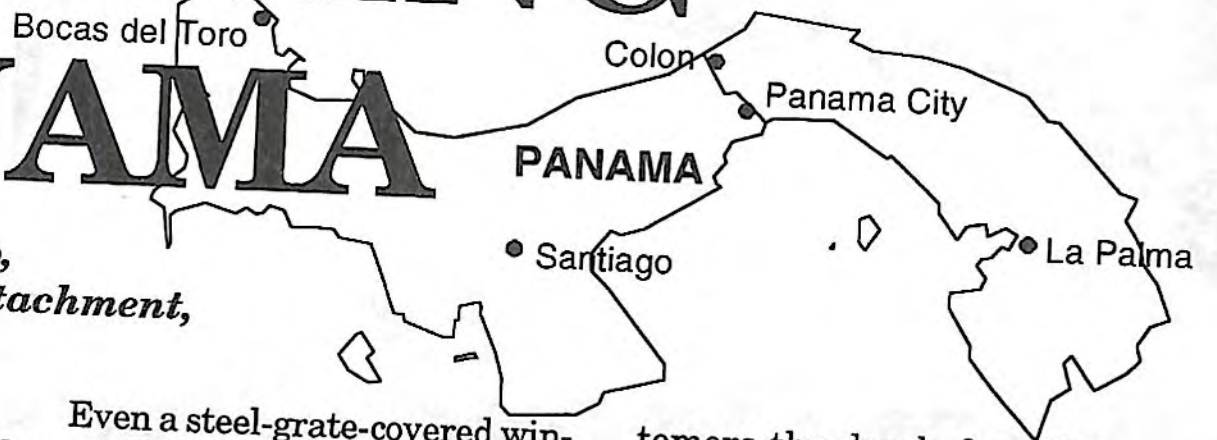 Bocas del Toro
Colon
AMA
Panama City
PANAMA
Santiago
La Palma
tachment,
Even a steel-grate-covered win-